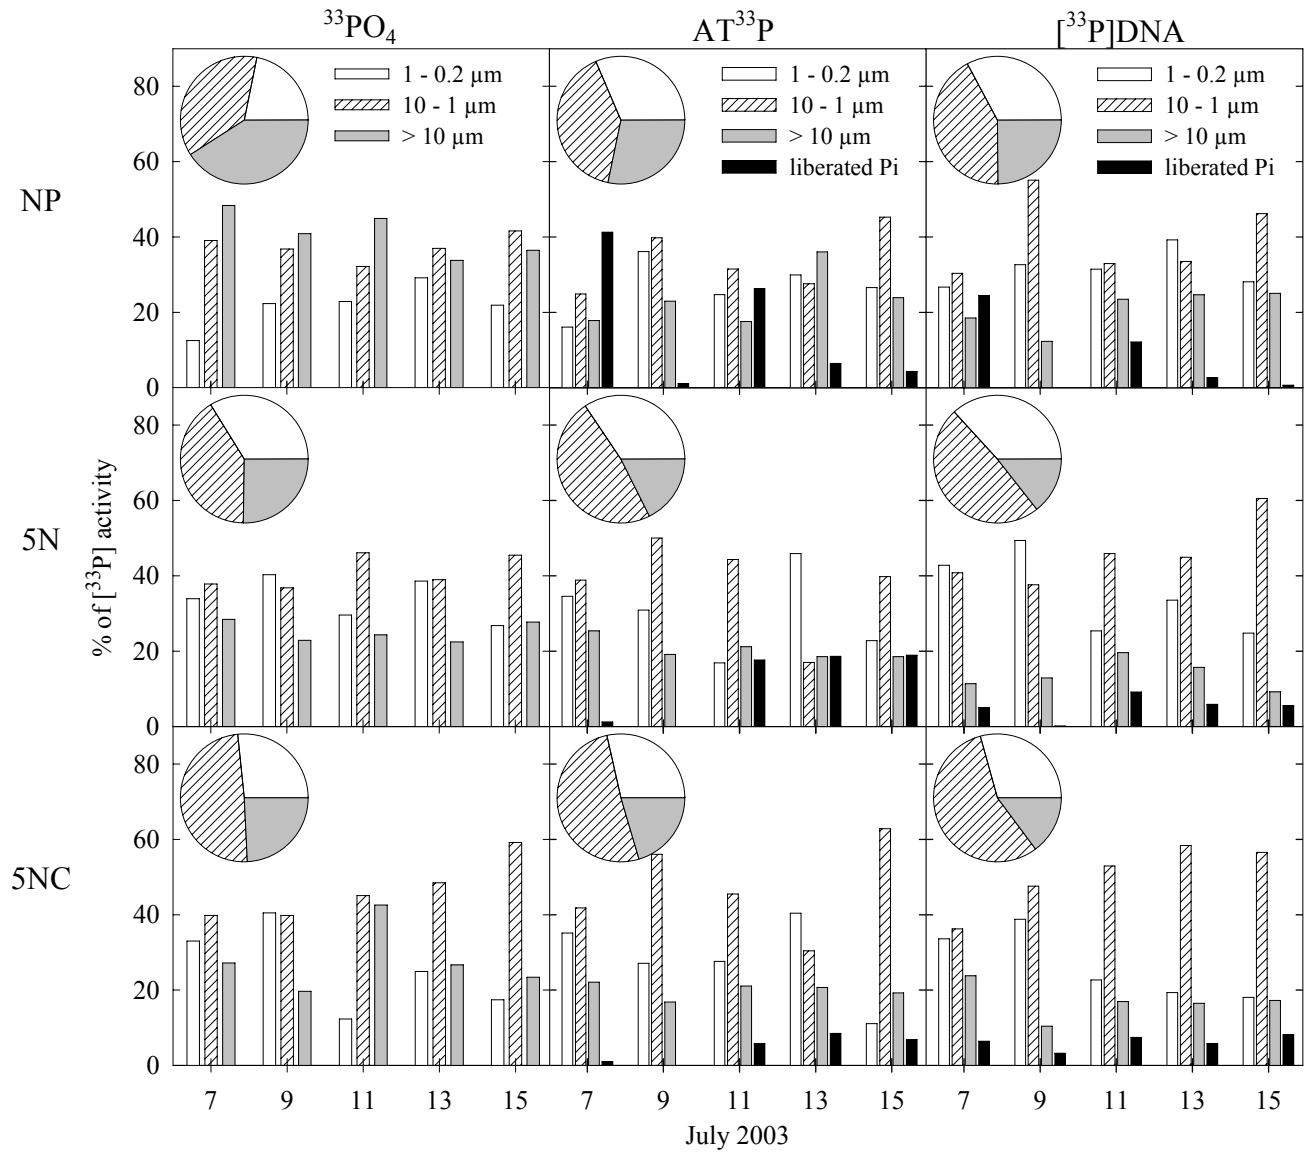 ³³PO₄
AT³³P
[³³P]DNA
1 - 0.2 µm
10 - 1 µm
> 10 µm
1 - 0.2 µm
10 - 1 µm
> 10 µm
liberated Pi
1 - 0.2 µm
10 - 1 µm
> 10 µm
liberated Pi
NP
80
60
40
20
0
5N
80
60
40
20
0
% of [³³P] activity
5NC
80
60
40
20
0
7 9 11 13 15
7 9 11 13 15
7 9 11 13 15
July 2003